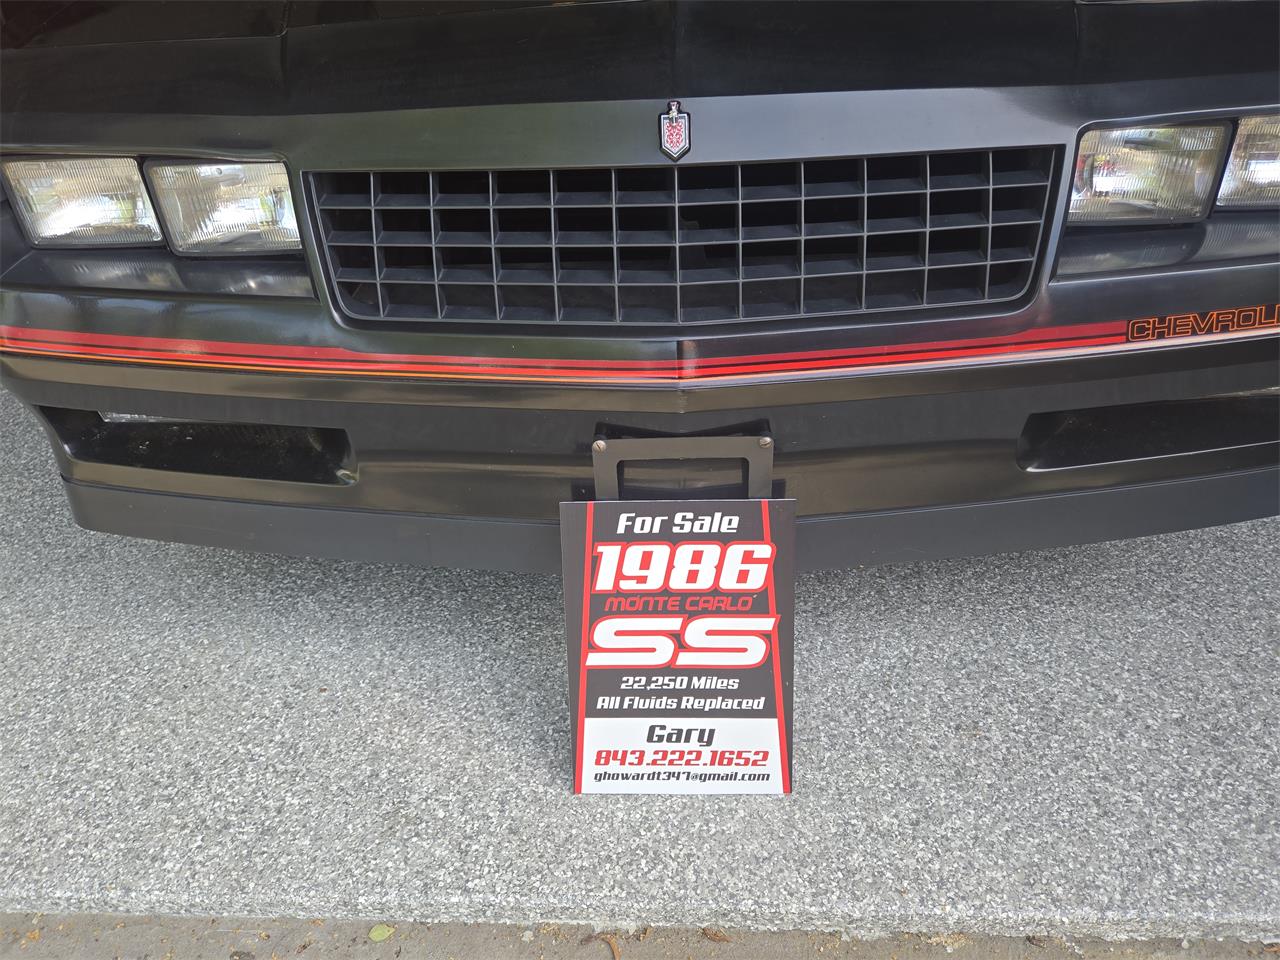 CHEVROLE
For Sale
1986
MONTE CARLO
SS
22,250 Miles
All Fluids Replaced
Gary
843.222.1652
ghowardt347@gmail.com